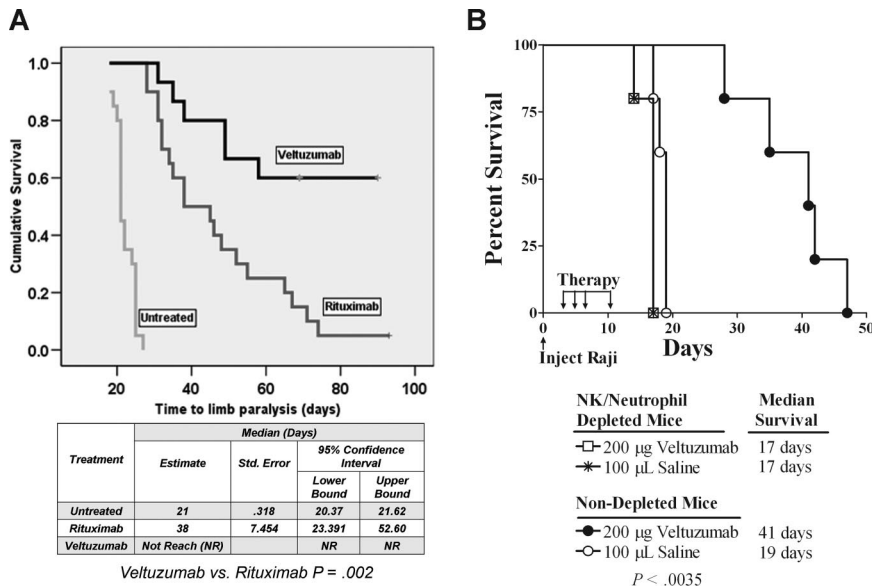 A
1.0
0.8
0.6
0.4
0.2
0.0
Cumulative Survival
Veltuzumab
Untreated
Rituximab
20 40 60 80 100
Time to limb paralysis (days)
Treatment
Median (Days)
Estimate
Std. Error
95% Confidence
Interval
Lower
Bound
Upper
Bound
Untreated 21 .318 20.37 21.62
Rituximab 38 7.454 23.391 52.60
Veltuzumab Not Reach (NR) NR NR
Veltuzumab vs. Rituximab P = .002
B
100
75
50
25
0
Percent Survival
Therapy
0 10 20 30 40 50
Days
Inject Raji
NK/Neutrophil
Depleted Mice
Median
Survival
200 µg Veltuzumab 17 days
100 µL Saline 17 days
Non-Depleted Mice
200 µg Veltuzumab 41 days
100 µL Saline 19 days
P < .0035